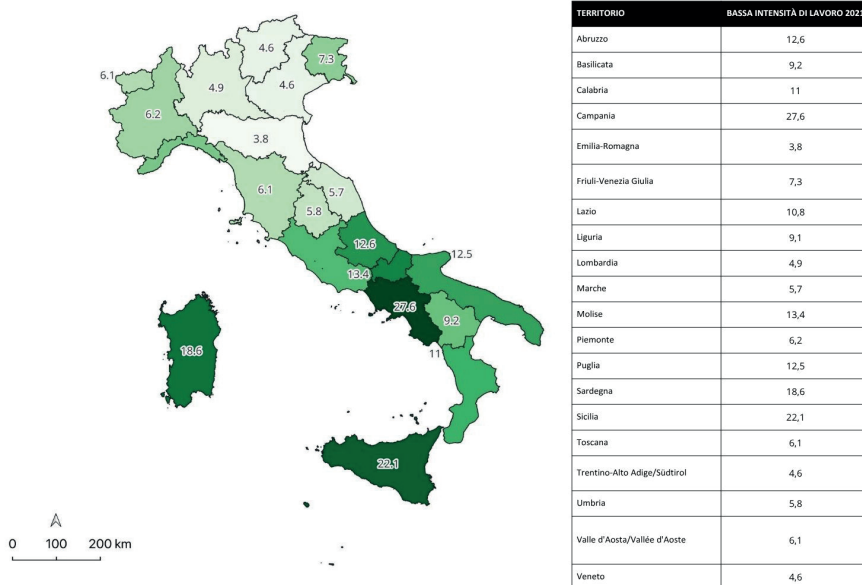 4.6
7.3
6.1
4.9
4.6
6.2
3.8
6.1
5.7
5.8
12.6
12.5
13.4
27.6
9.2
18.6
11
22.1
0 100 200 km
TERRITORIO BASSA INTENSITÀ DI LAVORO 2021
Abruzzo 12,6
Basilicata 9,2
Calabria 11
Campania 27,6
Emilia-Romagna 3,8
Friuli-Venezia Giulia 7,3
Lazio 10,8
Liguria 9,1
Lombardia 4,9
Marche 5,7
Molise 13,4
Piemonte 6,2
Puglia 12,5
Sardegna 18,6
Sicilia 22,1
Toscana 6,1
Trentino-Alto Adige/Südtirol 4,6
Umbria 5,8
Valle d'Aosta/Vallée d'Aoste 6,1
Veneto 4,6